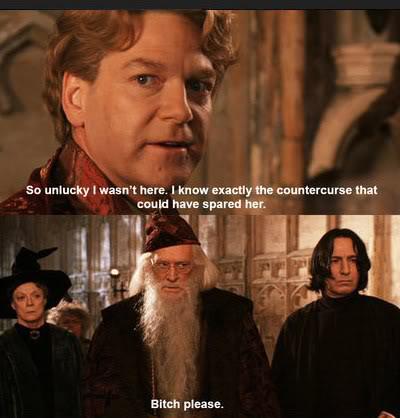 So unlucky I wasn't here. I know exactly the countercurse that
could have spared her.
Bitch please.